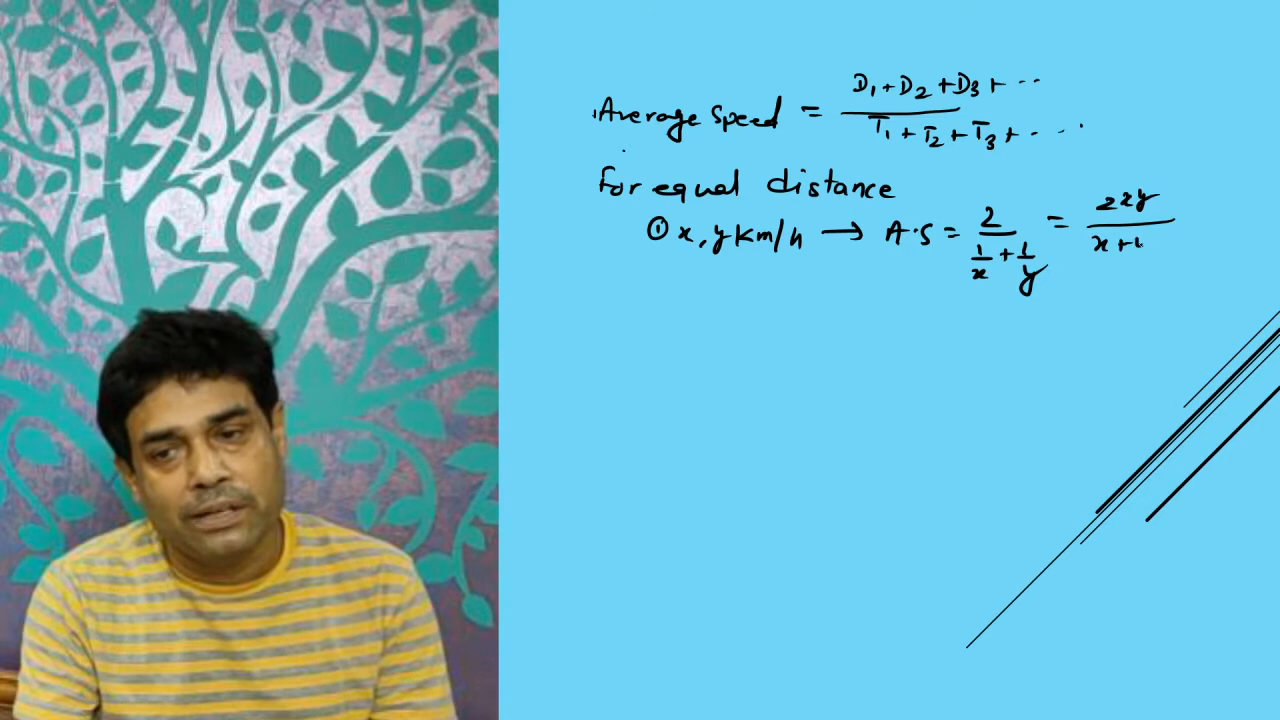 Average Speed = (D₁ + D₂ + D₃ + ...) / (T₁ + T₂ + T₃ + ....)
For equal distance
① x, y km/h → A.S = 2 / (1/x + 1/y) = 2xy / (x +